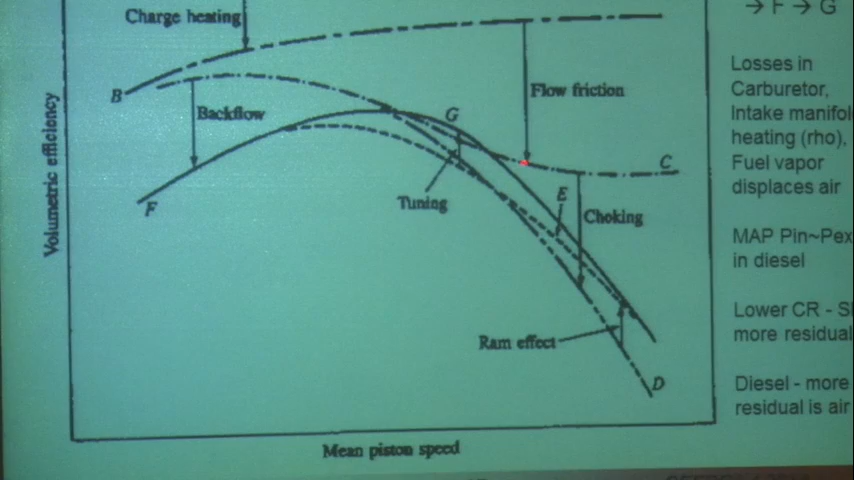 → F → G
Charge heating
Losses in
Carburetor,
Intake manifol
heating (rho),
Fuel vapor
displaces air
B
Backflow
Flow friction
G
C
Volumetric efficiency
F
Tuning
E
Choking
MAP Pin~Pex
in diesel
Lower CR - SI
more residual
Ram effect
D
Diesel - more
residual is air
Mean piston speed